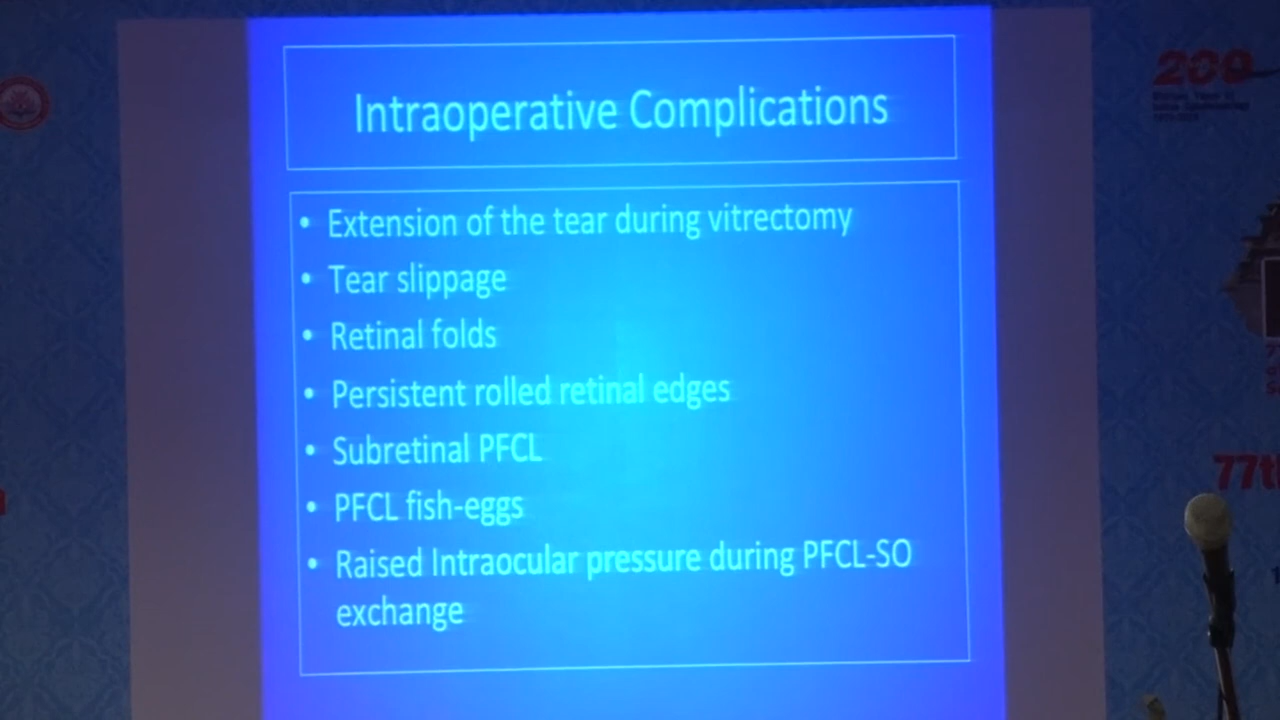 Intraoperative Complications
• Extension of the tear during vitrectomy
• Tear slippage
• Retinal folds
• Persistent rolled retinal edges
• Subretinal PFCL
• PFCL fish-eggs
• Raised Intraocular pressure during PFCL-SO
exchange
200